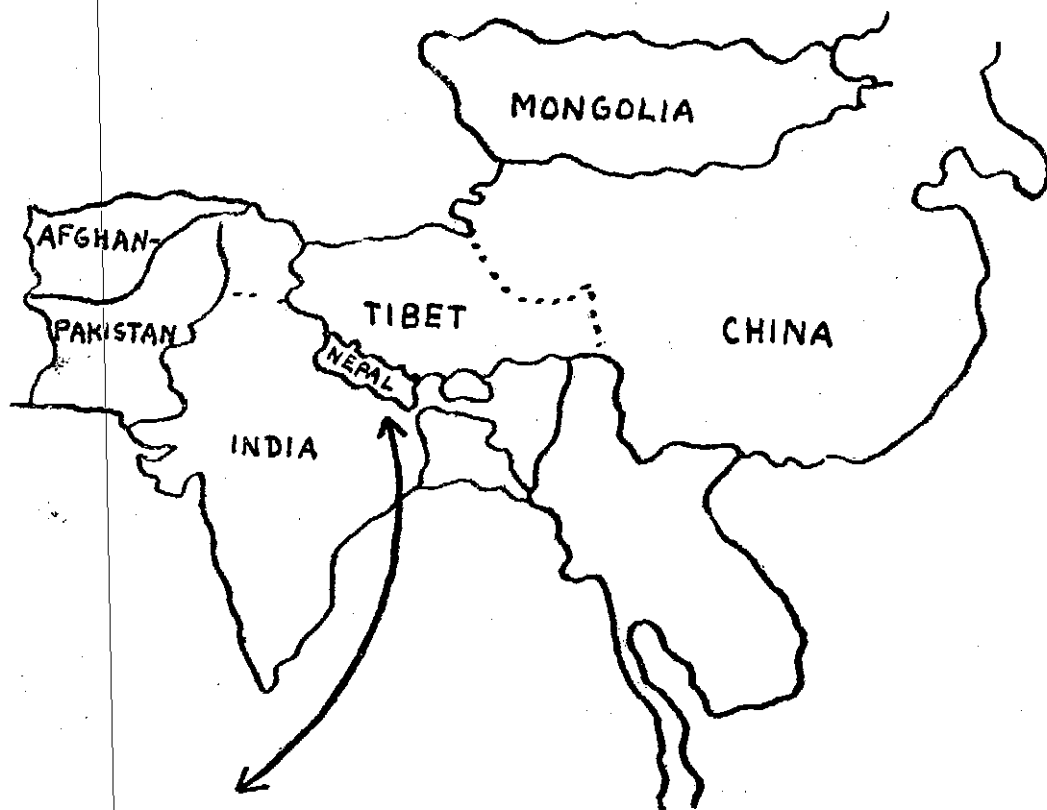 MONGOLIA
AFGHAN-
TIBET
PAKISTAN
CHINA
NEPAL
INDIA